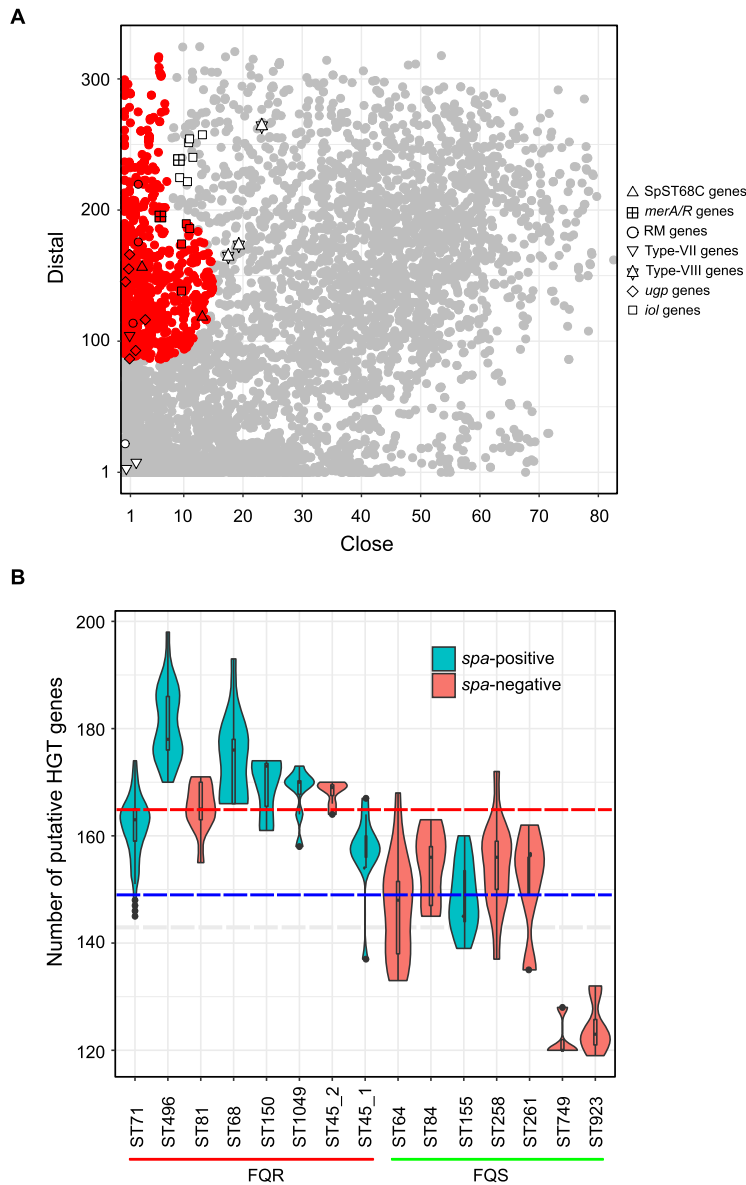 A
Distal
300
200
100
1
1 10 20 30 40 50 60 70 80
Close
SpST68C genes
merA/R genes
RM genes
Type-VII genes
Type-VIII genes
ugp genes
iol genes
B
Number of putative HGT genes
200
180
160
140
120
spa-positive
spa-negative
ST71 ST496 ST81 ST68 ST150 ST1049 ST45_2 ST45_1 ST64 ST84 ST155 ST258 ST261 ST749 ST923
FQR FQS